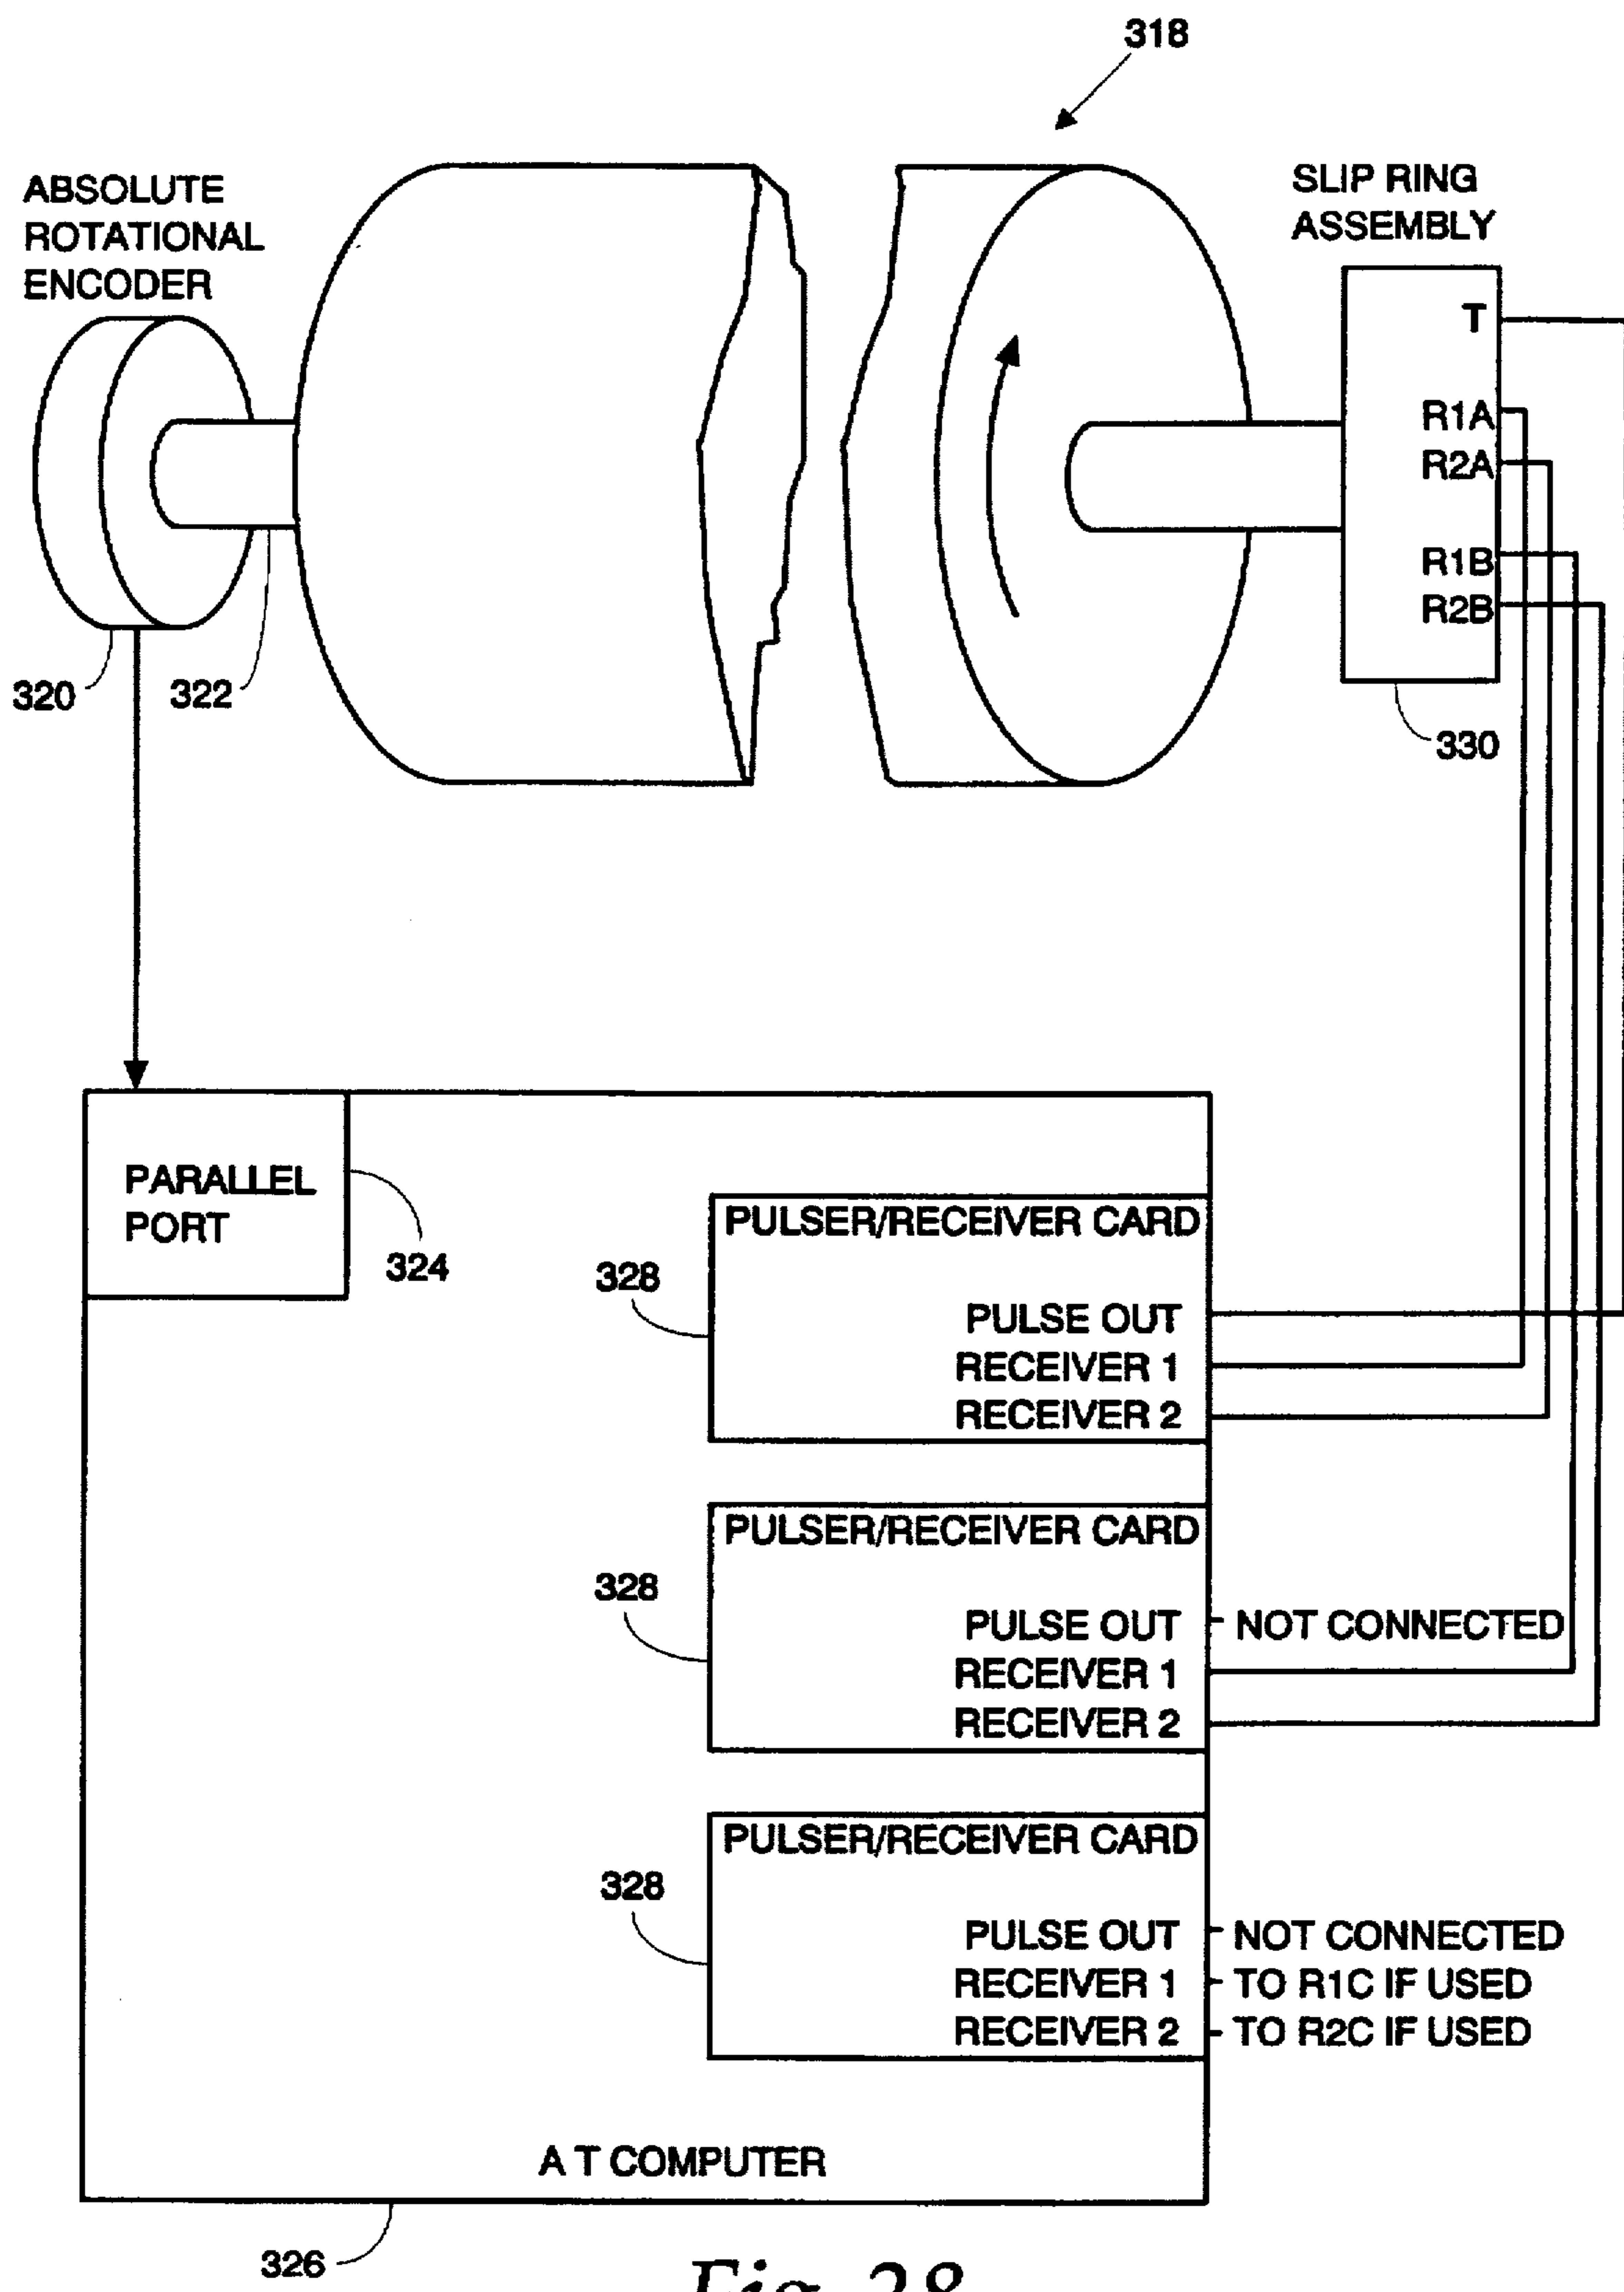 318
ABSOLUTE
ROTATIONAL
ENCODER
SLIP RING
ASSEMBLY
T
R1A
R2A
R1B
R2B
320
322
330
PARALLEL
PORT
324
PULSER/RECEIVER CARD
328
PULSE OUT
RECEIVER 1
RECEIVER 2
PULSER/RECEIVER CARD
328
PULSE OUT NOT CONNECTED
RECEIVER 1
RECEIVER 2
PULSER/RECEIVER CARD
328
PULSE OUT NOT CONNECTED
RECEIVER 1 TO R1C IF USED
RECEIVER 2 TO R2C IF USED
A T COMPUTER
326
Fig. 28